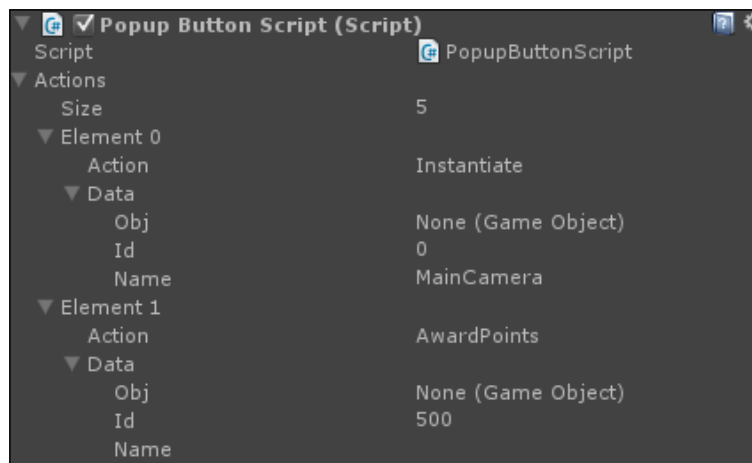 Popup Button Script (Script)
Script PopupButtonScript
Actions
Size 5
Element 0
Action Instantiate
Data
Obj None (Game Object)
Id 0
Name MainCamera
Element 1
Action AwardPoints
Data
Obj None (Game Object)
Id 500
Name